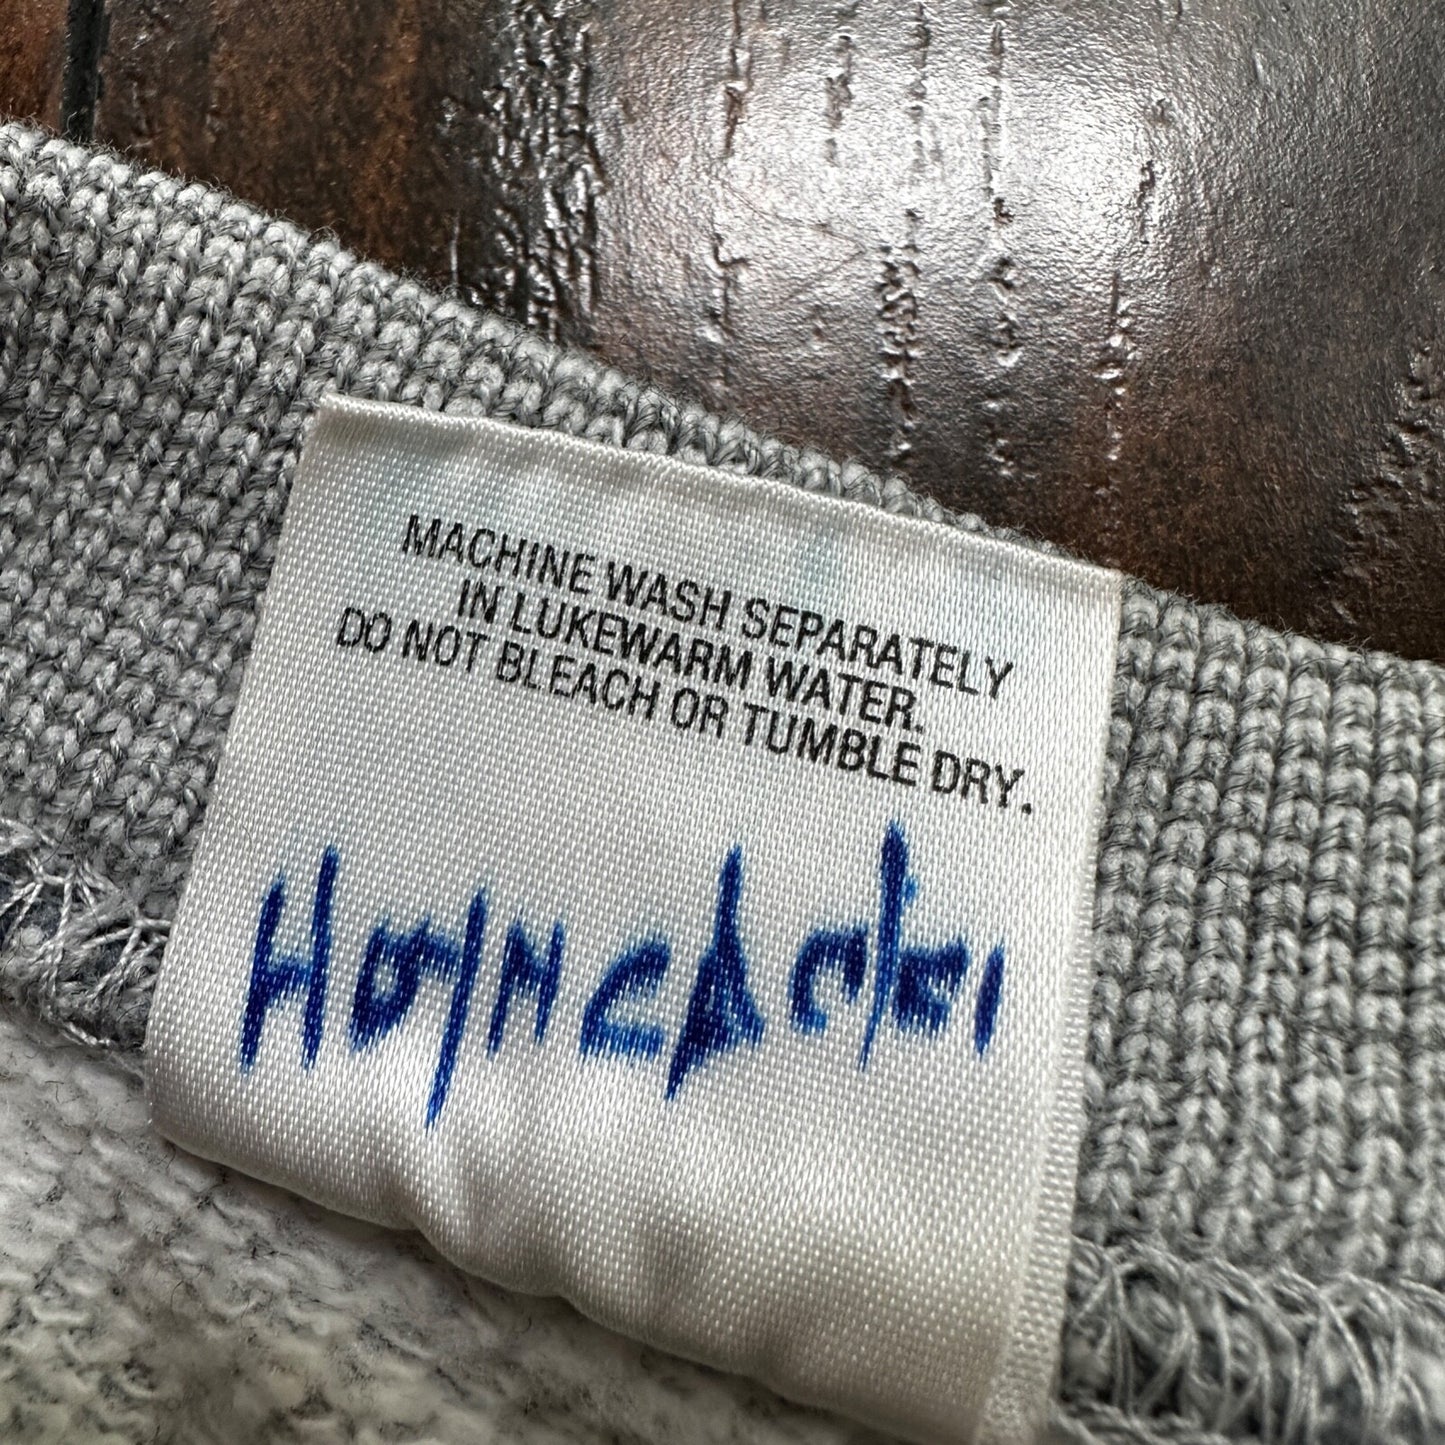 MACHINE WASH SEPARATELY
IN LUKEWARM WATER.
DO NOT BLEACH OR TUMBLE DRY.